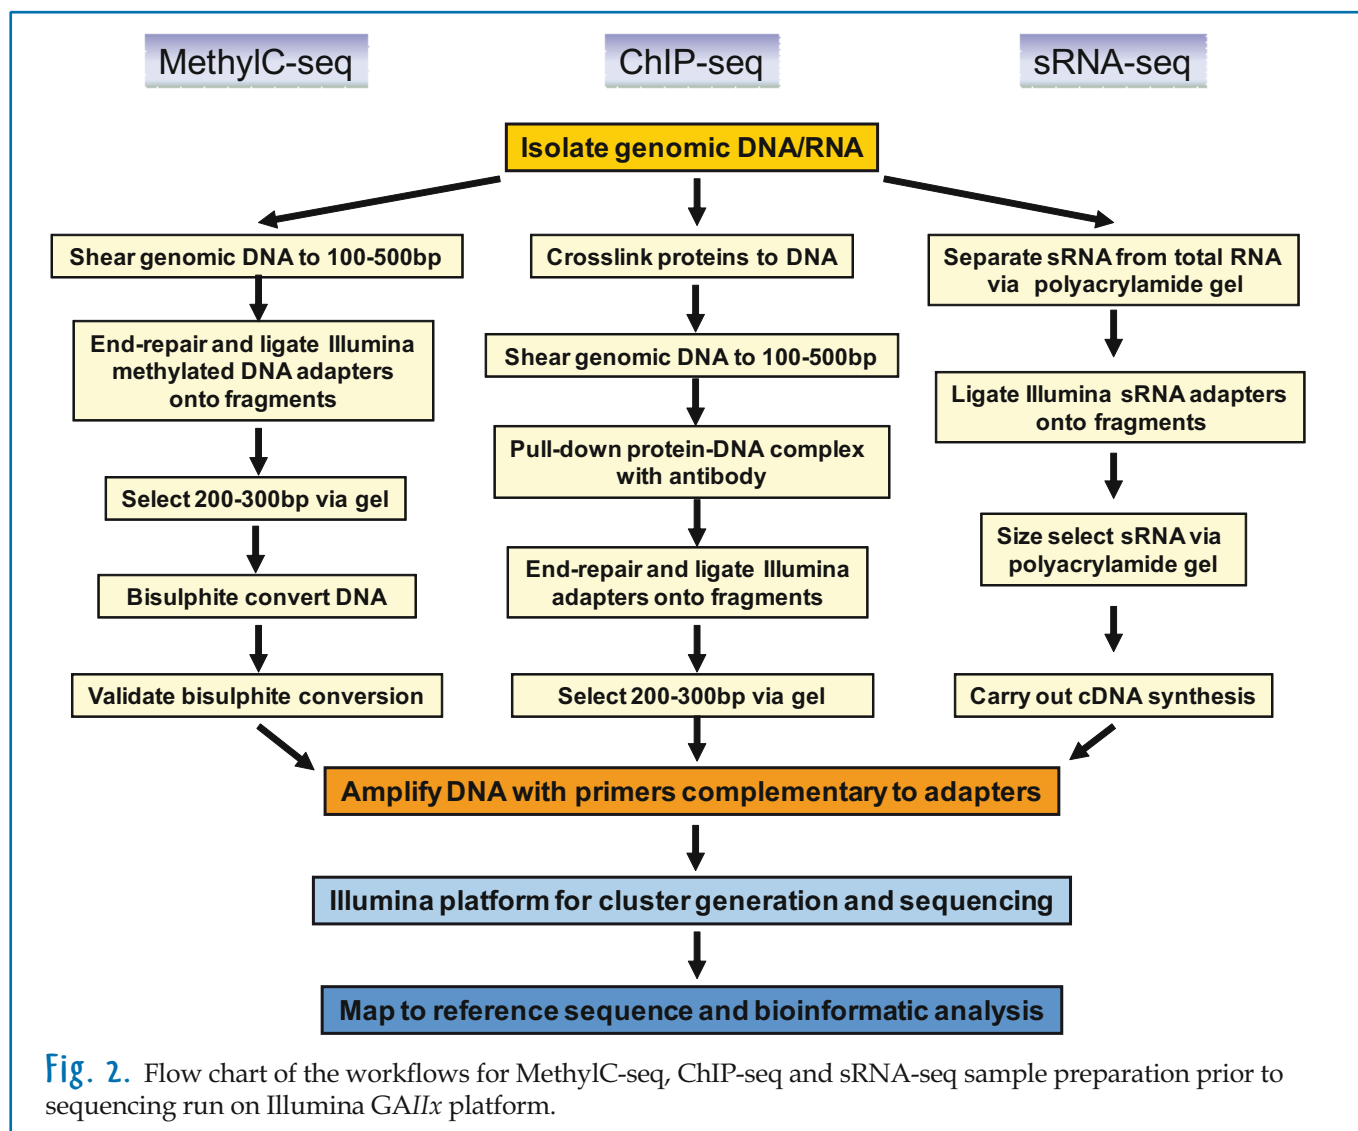 MethylC-seq
ChIP-seq
sRNA-seq
Isolate genomic DNA/RNA
Shear genomic DNA to 100-500bp
End-repair and ligate Illumina
methylated DNA adapters
onto fragments
Select 200-300bp via gel
Bisulphite convert DNA
Validate bisulphite conversion
Crosslink proteins to DNA
Shear genomic DNA to 100-500bp
Pull-down protein-DNA complex
with antibody
End-repair and ligate Illumina
adapters onto fragments
Select 200-300bp via gel
Separate sRNA from total RNA
via polyacrylamide gel
Ligate Illumina sRNA adapters
onto fragments
Size select sRNA via
polyacrylamide gel
Carry out cDNA synthesis
Amplify DNA with primers complementary to adapters
Illumina platform for cluster generation and sequencing
Map to reference sequence and bioinformatic analysis
Fig. 2. Flow chart of the workflows for MethylC-seq, ChIP-seq and sRNA-seq sample preparation prior to
sequencing run on Illumina GAIIx platform.